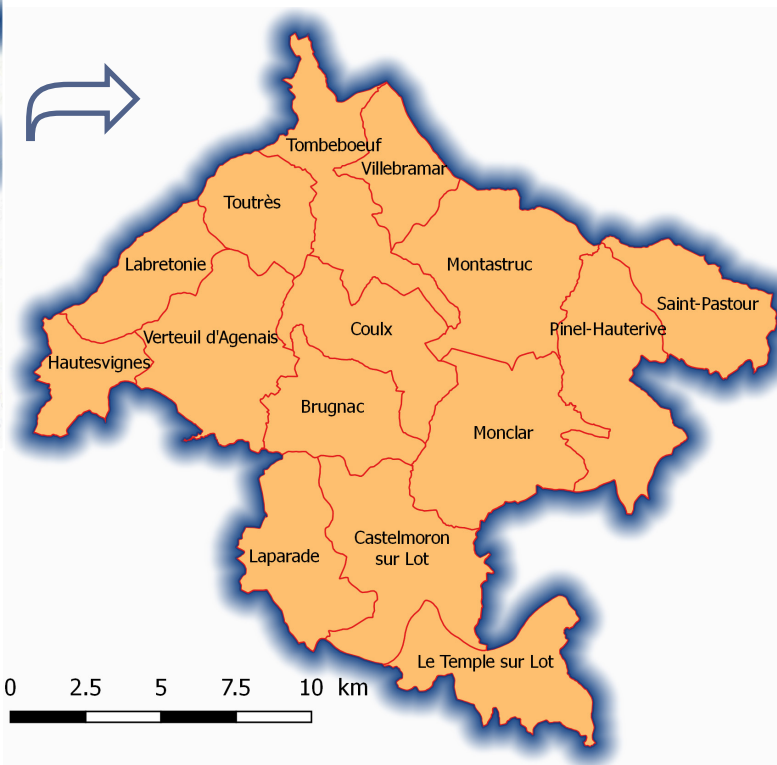 Tombeboeuf
Villebramar
Toutrès
Labretonie
Montastruc
Saint-Pastour
Coulx
Pinel-Hauterive
Verteuil d'Agenais
Hautesvignes
Brugnac
Monclar
Castelmoron
sur Lot
Laparade
Le Temple sur Lot
0 2.5 5 7.5 10 km